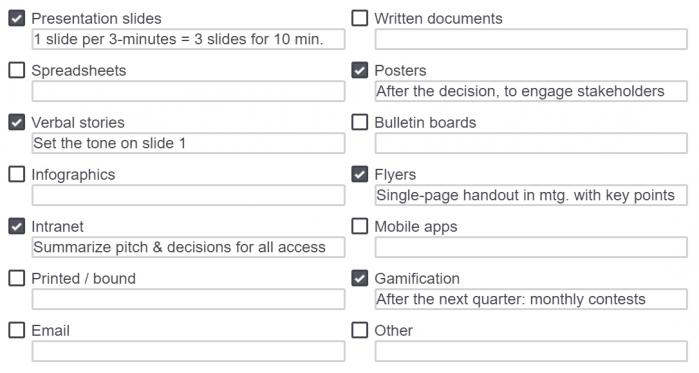 Presentation slides
1 slide per 3-minutes = 3 slides for 10 min.
Spreadsheets
Verbal stories
Set the tone on slide 1
Infographics
Intranet
Summarize pitch & decisions for all access
Printed / bound
Email
Written documents
Posters
After the decision, to engage stakeholders
Bulletin boards
Flyers
Single-page handout in mtg. with key points
Mobile apps
Gamification
After the next quarter: monthly contests
Other